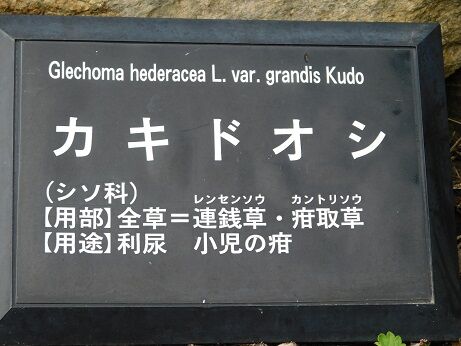 Glechoma hederacea L. var. grandis Kudo
カキドオシ
(シソ科)
レンセンソウ カントリソウ
【用部】全草=連銭草・疳取草
【用途】利尿 小児の疳